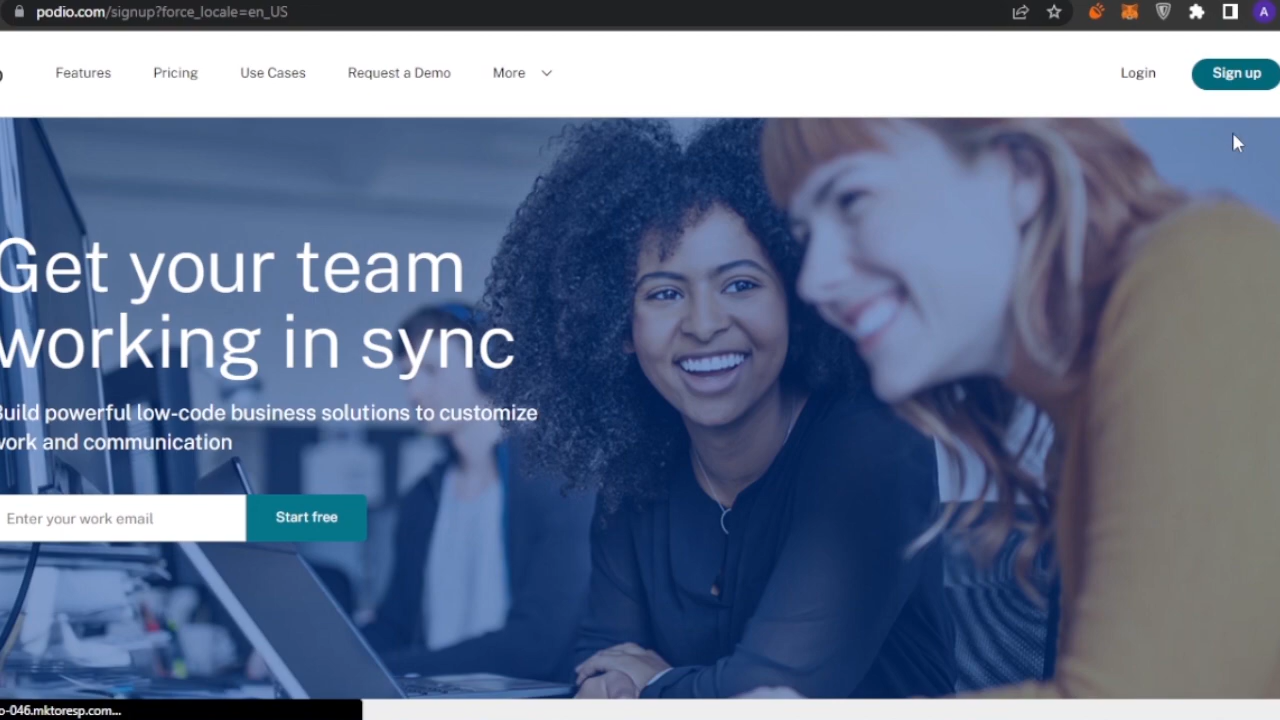 podio.com/signup?force_locale=en_US
A
Features Pricing Use Cases Request a Demo More Login Sign up
Get your team
working in sync
Build powerful low-code business solutions to customize
work and communication
Enter your work email Start free
o-046.mktoresp.com...